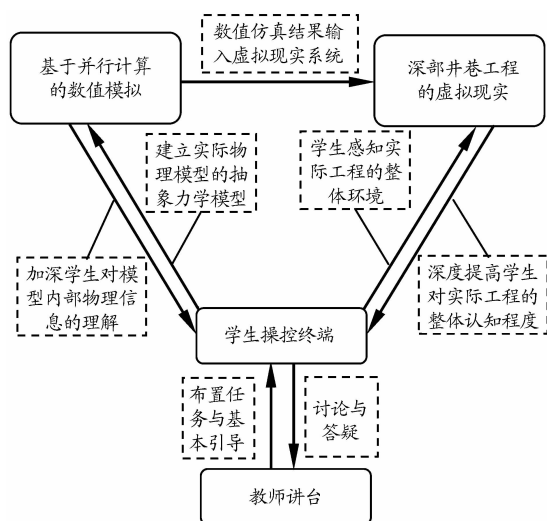 数值仿真结果输
入虚拟现实系统
基于并行计算
的数值模拟
深部井巷工程
的虚拟现实
建立实际物
理模型的抽
象力学模型
学生感知实
际工程的整
体环境
加深学生对模
型内部物理信
息的理解
深度提高学生
对实际工程的
整体认知程度
学生操控终端
布置任
务与基
本引导
讨论与
答疑
教师讲台